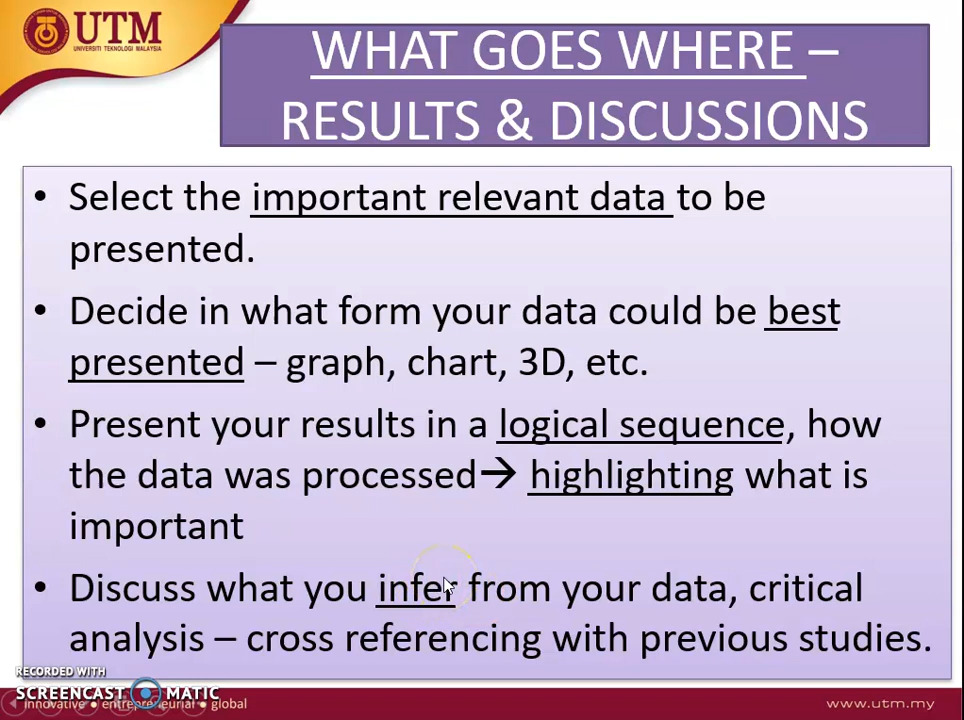 UTM
UNIVERSITI TEKNOLOGI MALAYSIA
WHAT GOES WHERE –
RESULTS & DISCUSSIONS
• Select the important relevant data to be
presented.
• Decide in what form your data could be best
presented – graph, chart, 3D, etc.
• Present your results in a logical sequence, how
the data was processed→ highlighting what is
important
• Discuss what you infer from your data, critical
analysis – cross referencing with previous studies.
RECORDED WITH
SCREENCAST MATIC
innovative ● entrepreneurial ● global
www.utm.my